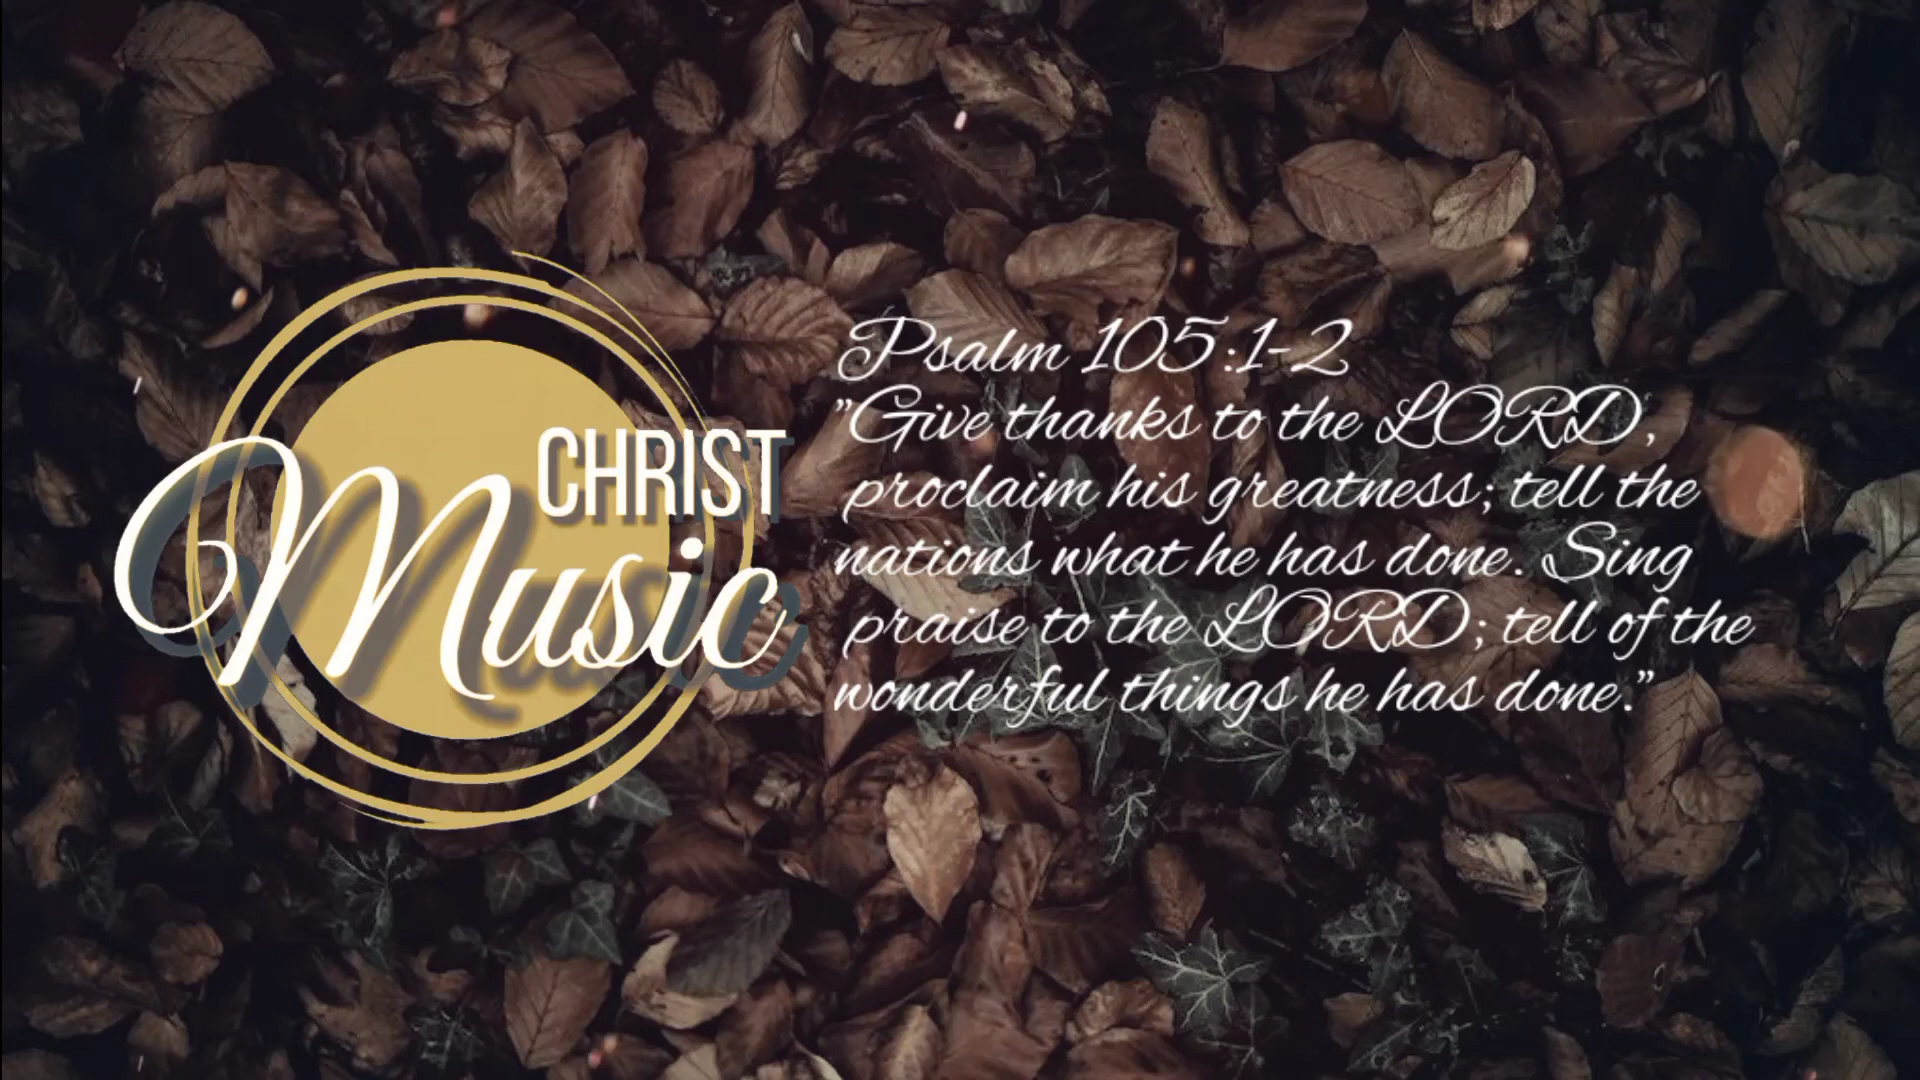 CHRIST
Music
Psalm 105:1-2
"Give thanks to the LORD,
proclaim his greatness; tell the
nations what he has done. Sing
praise to the LORD; tell of the
wonderful things he has done."